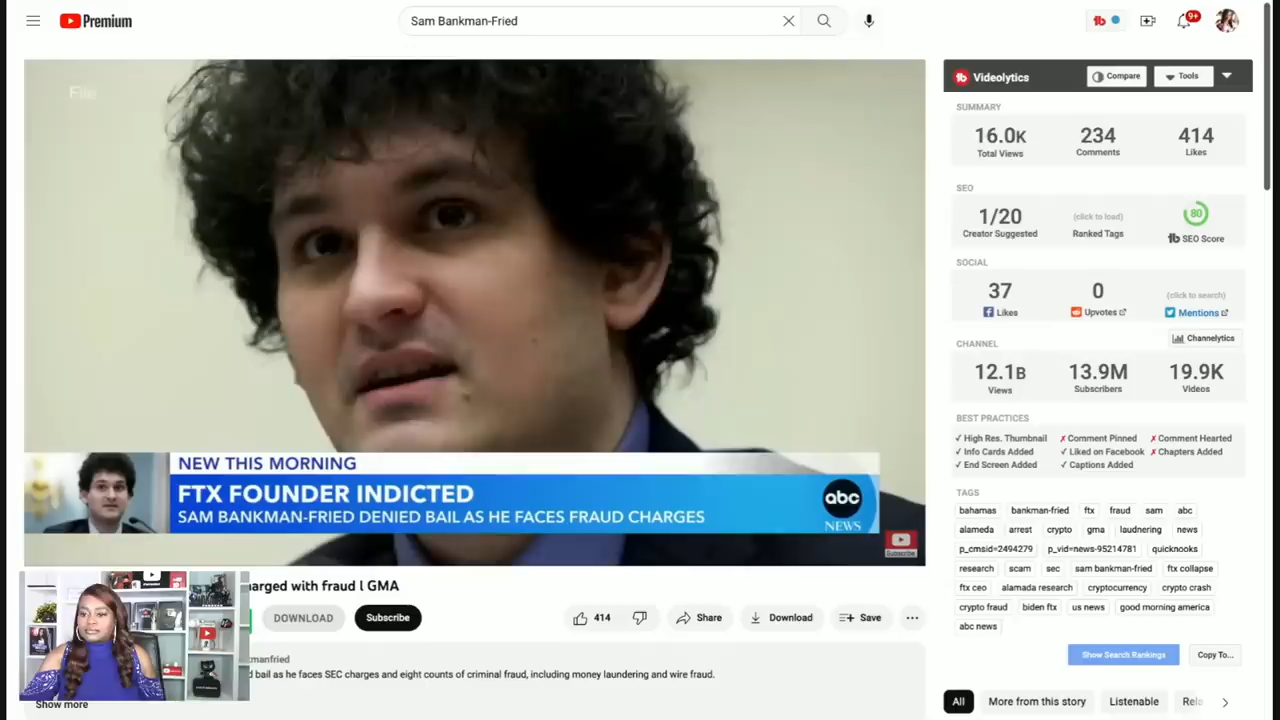 Premium
Sam Bankman-Fried
9+
File
NEW THIS MORNING
FTX FOUNDER INDICTED
SAM BANKMAN-FRIED DENIED BAIL AS HE FACES FRAUD CHARGES
abc
NEWS
Subscribe
harged with fraud l GMA
DOWNLOAD
Subscribe
414
Share
Download
Save
manfried
d bail as he faces SEC charges and eight counts of criminal fraud, including money laundering and wire fraud.
Show more
Videolytics
Compare
Tools
SUMMARY
16.0K 234 414
Total Views Comments Likes
SEO
1/20 (click to load) 80
Creator Suggested Ranked Tags SEO Score
SOCIAL
37 0 (click to search)
Likes Upvotes Mentions
CHANNEL Channelytics
12.1B 13.9M 19.9K
Views Subscribers Videos
BEST PRACTICES
✓ High Res. Thumbnail ✗ Comment Pinned ✗ Comment Hearted
✓ Info Cards Added ✓ Liked on Facebook ✗ Chapters Added
✓ End Screen Added ✓ Captions Added
TAGS
bahamas bankman-fried ftx fraud sam abc
alameda arrest crypto gma laudnering news
p_cmsid=2494279 p_vid=news-95214781 quicknooks
research scam sec sam bankman-fried ftx collapse
ftx ceo alamada research cryptocurrency crypto crash
crypto fraud biden ftx us news good morning america
abc news
Show Search Rankings Copy To...
All More from this story Listenable Rela